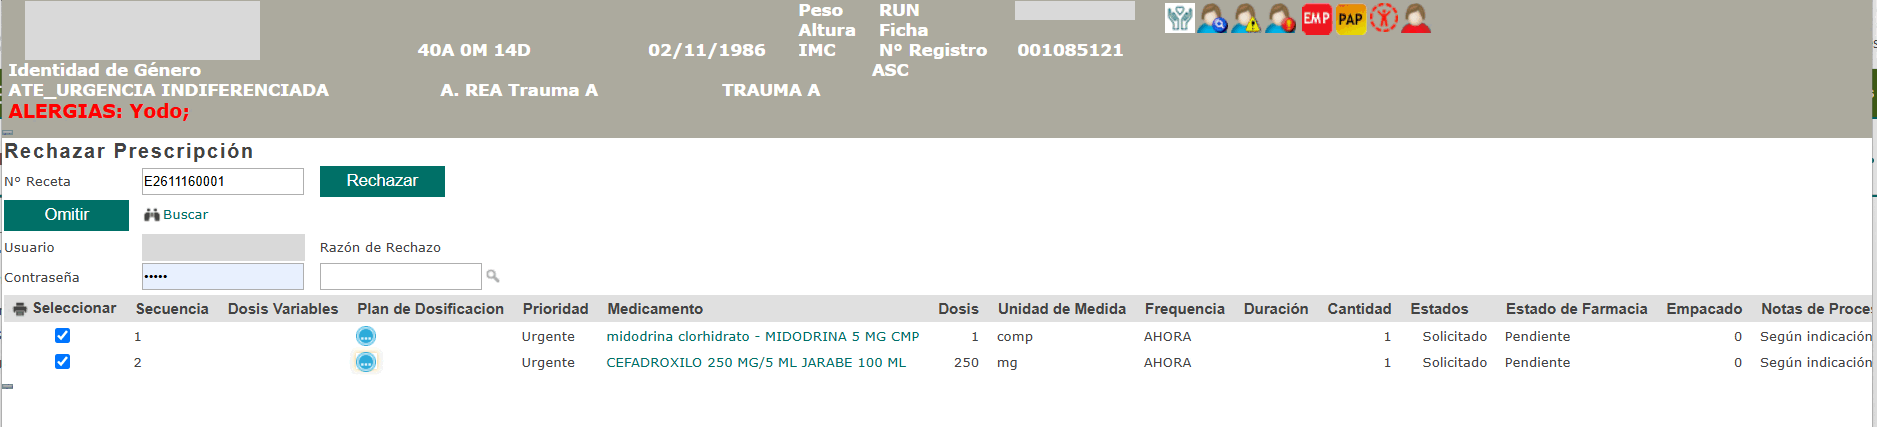 Peso RUN
Altura Ficha
40A 0M 14D 02/11/1986 IMC N° Registro 001085121
Identidad de Género ASC
ATE_URGENCIA INDIFERENCIADA A. REA Trauma A TRAUMA A
ALERGIAS: Yodo;
EMP PAP
Rechazar Prescripción
N° Receta E2611160001 Rechazar
Omitir Buscar
Usuario Razón de Rechazo
Contraseña •••••
Seleccionar Secuencia Dosis Variables Plan de Dosificacion Prioridad Medicamento Dosis Unidad de Medida Frequencia Duración Cantidad Estados Estado de Farmacia Empacado Notas de Proces
1 Urgente midodrina clorhidrato - MIDODRINA 5 MG CMP 1 comp AHORA 1 Solicitado Pendiente 0 Según indicación
2 Urgente CEFADROXILO 250 MG/5 ML JARABE 100 ML 250 mg AHORA 1 Solicitado Pendiente 0 Según indicación